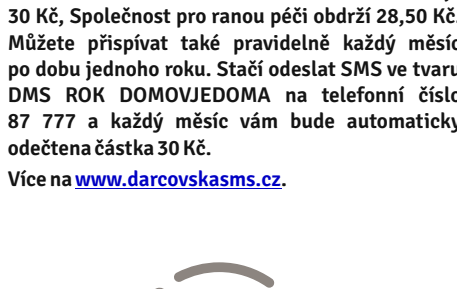 30 Kč, Společnost pro ranou péči obdrží 28,50 Kč.
Můžete přispívat také pravidelně každý měsíc
po dobu jednoho roku. Stačí odeslat SMS ve tvaru
DMS ROK DOMOVJEDOMA na telefonní číslo
87 777 a každý měsíc vám bude automaticky
odečtena částka 30 Kč.
Více na www.darcovskasms.cz.